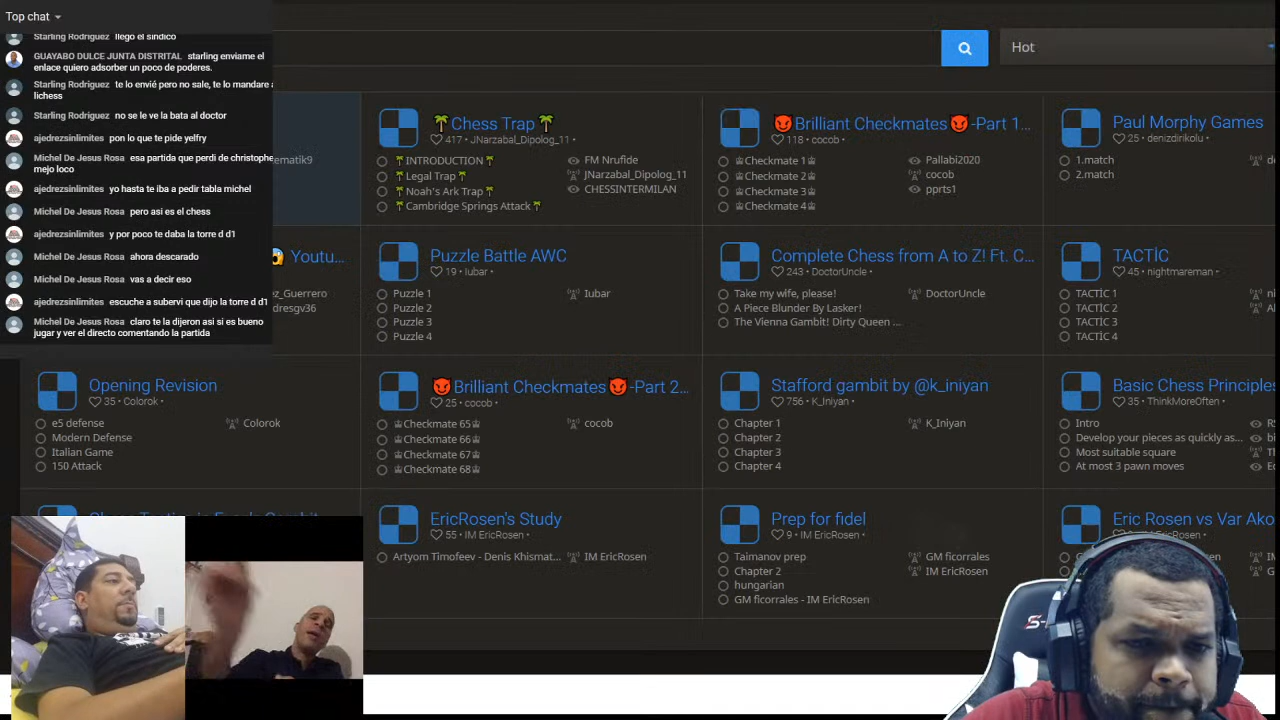 Top chat
Starling Rodriguez llego el sindico
GUAYABO DULCE JUNTA DISTRITAL starling enviame el
enlace quiero adsorber un poco de poderes.
Starling Rodriguez te lo envié pero no sale, te lo mandare
lichess
Starling Rodriguez no se le ve la bata al doctor
ajedrezsinlimites pon lo que te pide yelfry
Michel De Jesus Rosa esa partida que perdi de christophe
mejo loco
ajedrezsinlimites yo hasta te iba a pedir tabla michel
Michel De Jesus Rosa pero asi es el chess
ajedrezsinlimites y por poco te daba la torre d d1
Michel De Jesus Rosa ahora descarado
Michel De Jesus Rosa vas a decir eso
ajedrezsinlimites escuche a subervi que dijo la torre d d1
Michel De Jesus Rosa claro te la dijeron asi si es bueno
jugar y ver el directo comentando la partida
Hot
ematik9
Chess Trap
417 • JNarzabal_Dipolog_11 •
INTRODUCTION
Legal Trap
Noah's Ark Trap
Cambridge Springs Attack
FM Nrufide
JNarzabal_Dipolog_11
CHESSINTERMILAN
Brilliant Checkmates -Part 1...
118 • cocob •
Checkmate 1
Checkmate 2
Checkmate 3
Checkmate 4
Pallabi2020
cocob
pprts1
Paul Morphy Games
25 • denizdirikolu •
1.match
2.match
Youtu...
z_Guerrero
dresgv36
Puzzle Battle AWC
19 • lubar •
Puzzle 1
Puzzle 2
Puzzle 3
Puzzle 4
lubar
Complete Chess from A to Z! Ft. C...
243 • DoctorUncle •
Take my wife, please!
A Piece Blunder By Lasker!
The Vienna Gambit! Dirty Queen ...
DoctorUncle
TACTİC
45 • nightmareman •
TACTİC 1
TACTİC 2
TACTİC 3
TACTİC 4
Opening Revision
35 • Colorok •
e5 defense
Modern Defense
Italian Game
150 Attack
Colorok
Brilliant Checkmates -Part 2...
25 • cocob •
Checkmate 65
Checkmate 66
Checkmate 67
Checkmate 68
cocob
Stafford gambit by @k_iniyan
756 • K_Iniyan •
Chapter 1
Chapter 2
Chapter 3
Chapter 4
K_Iniyan
Basic Chess Principles
35 • ThinkMoreOften •
Intro
Develop your pieces as quickly as...
Most suitable square
At most 3 pawn moves
EricRosen's Study
55 • IM EricRosen •
Artyom Timofeev - Denis Khismat...
IM EricRosen
Prep for fidel
9 • IM EricRosen •
Taimanov prep
Chapter 2
hungarian
GM ficorrales - IM EricRosen
GM ficorrales
IM EricRosen
Eric Rosen vs Var Ako